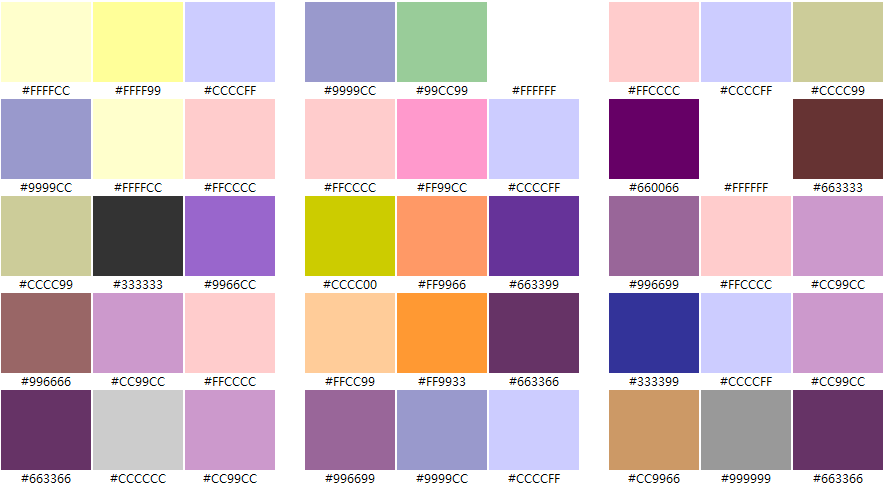 #FFFFCC #FFFF99 #CCCCFF #9999CC #99CC99 #FFFFFF #FFCCCC #CCCCFF #CCCC99
#9999CC #FFFFCC #FFCCCC #FFCCCC #FF99CC #CCCCFF #660066 #FFFFFF #663333
#CCCC99 #333333 #9966CC #CCCC00 #FF9966 #663399 #996699 #FFCCCC #CC99CC
#996666 #CC99CC #FFCCCC #FFCC99 #FF9933 #663366 #333399 #CCCCFF #CC99CC
#663366 #CCCCCC #CC99CC #996699 #9999CC #CCCCFF #CC9966 #999999 #663366